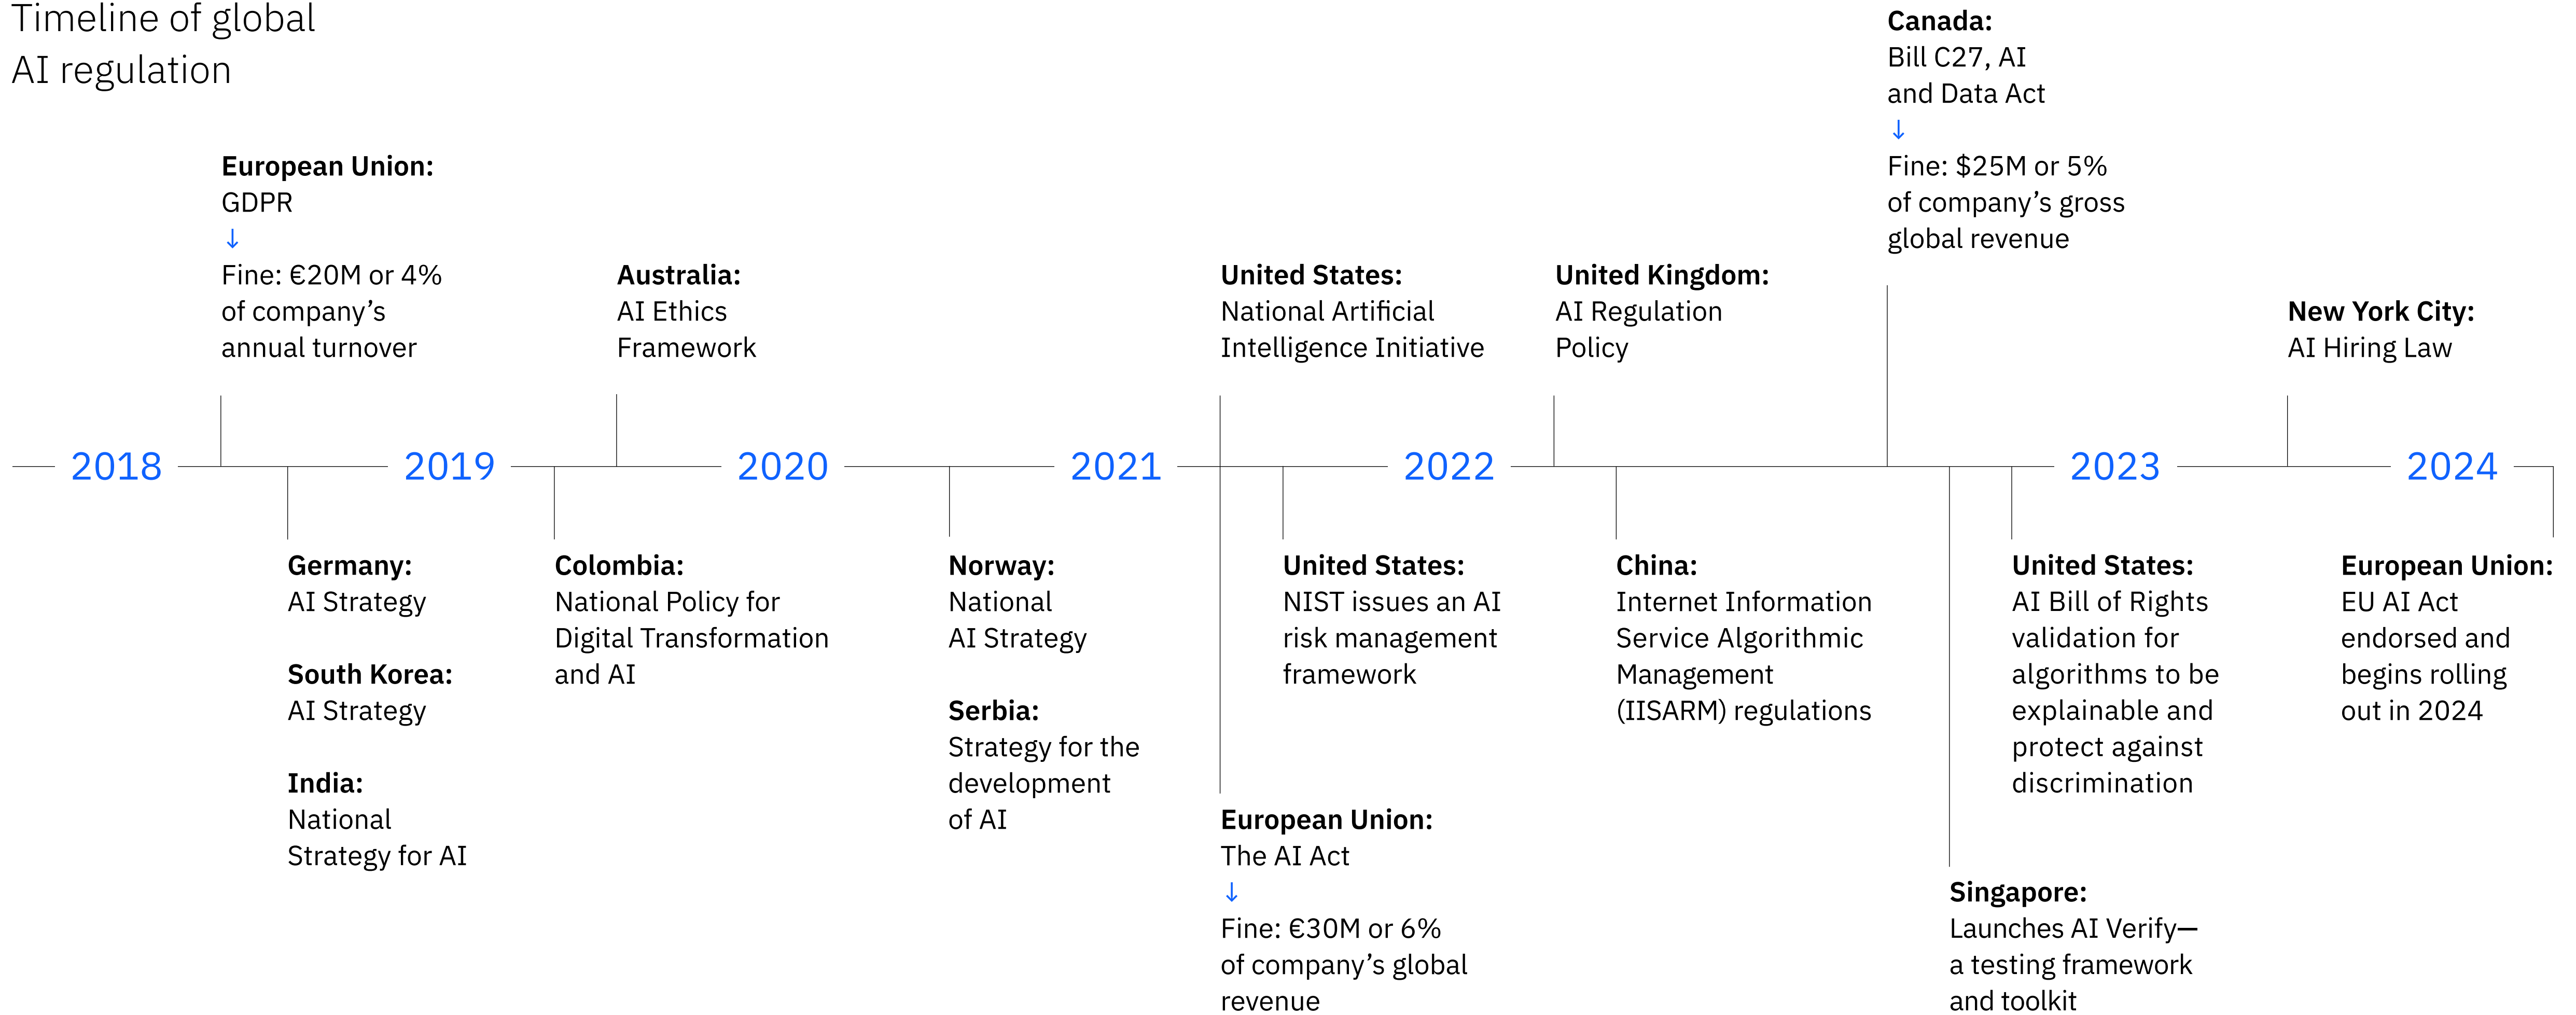 Timeline of global
AI regulation
European Union:
GDPR
↓
Fine: €20M or 4%
of company’s
annual turnover
Australia:
AI Ethics
Framework
United States:
National Artificial
Intelligence Initiative
United Kingdom:
AI Regulation
Policy
Canada:
Bill C27, AI
and Data Act
↓
Fine: $25M or 5%
of company’s gross
global revenue
New York City:
AI Hiring Law
2018
2019
2020
2021
2022
2023
2024
Germany:
AI Strategy
South Korea:
AI Strategy
India:
National
Strategy for AI
Colombia:
National Policy for
Digital Transformation
and AI
Norway:
National
AI Strategy
Serbia:
Strategy for the
development
of AI
European Union:
The AI Act
↓
Fine: €30M or 6%
of company’s global
revenue
United States:
NIST issues an AI
risk management
framework
China:
Internet Information
Service Algorithmic
Management
(IISARM) regulations
Singapore:
Launches AI Verify—
a testing framework
and toolkit
United States:
AI Bill of Rights
validation for
algorithms to be
explainable and
protect against
discrimination
European Union:
EU AI Act
endorsed and
begins rolling
out in 2024